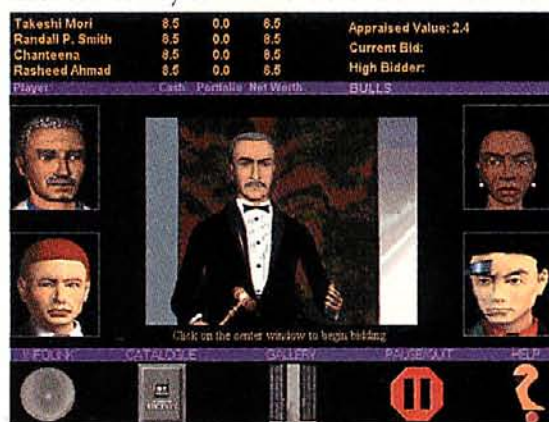 Takeshi Mori 8.5 0.0 8.5
Randall P. Smith 8.5 0.0 8.5
Chanteena 8.5 0.0 8.5
Rasheed Ahmad 8.5 0.0 8.5
Appraised Value: 2.4
Current Bid:
High Bidder:
Player Cash Portfolio Net Worth BULLS
Click on the center window to begin bidding
INFOLINK CATALOGUE GALLERY PAUSE/QUIT HELP